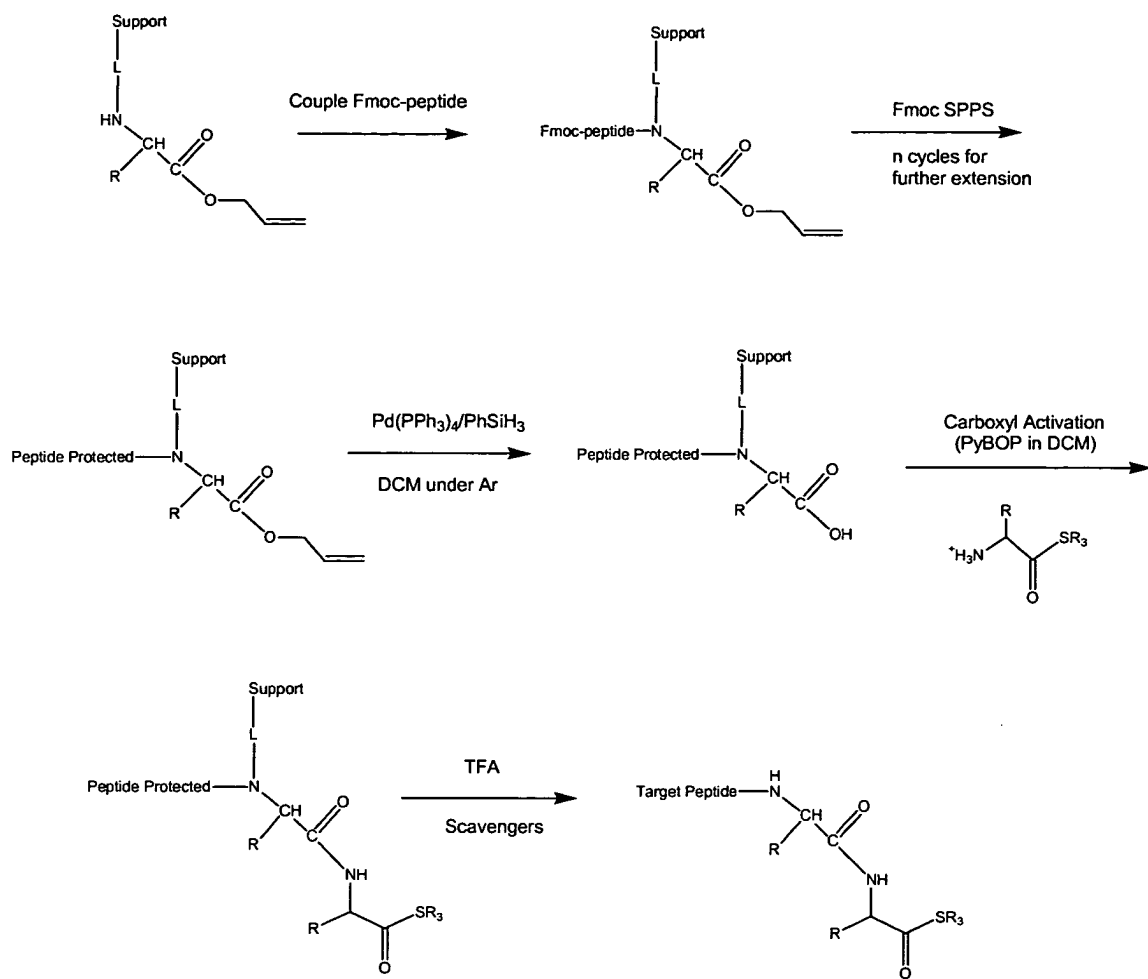 Support
L
HN
CH
R
C
O
O
Couple Fmoc-peptide
Support
L
Fmoc-peptide—N
CH
R
C
O
O
Fmoc SPPS
n cycles for
further extension
Support
L
Peptide Protected—N
CH
R
C
O
O
Pd(PPh3)4/PhSiH3
DCM under Ar
Support
L
Peptide Protected—N
CH
R
C
O
OH
Carboxyl Activation
(PyBOP in DCM)
R
+H3N
SR3
O
Support
L
Peptide Protected—N
CH
R
C
O
NH
R
SR3
O
TFA
Scavengers
H
Target Peptide—N
CH
R
C
O
NH
R
SR3
O